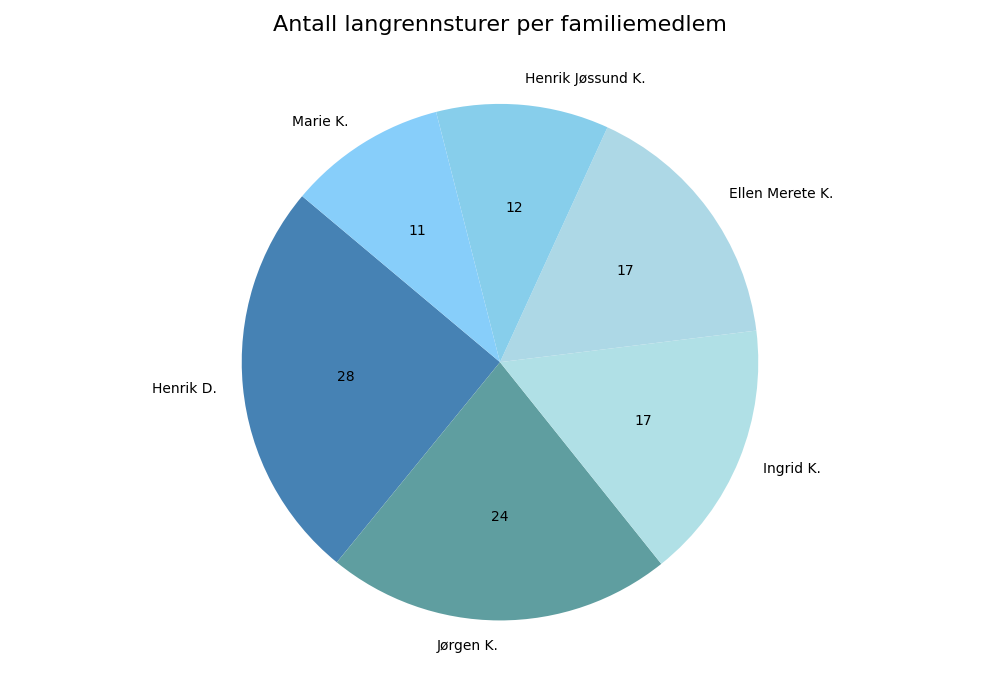 Antall langrennsturer per familiemedlem
Henrik Jøssund K.
Marie K.
Ellen Merete K.
12
11
17
28
Henrik D.
17
Ingrid K.
24
Jørgen K.